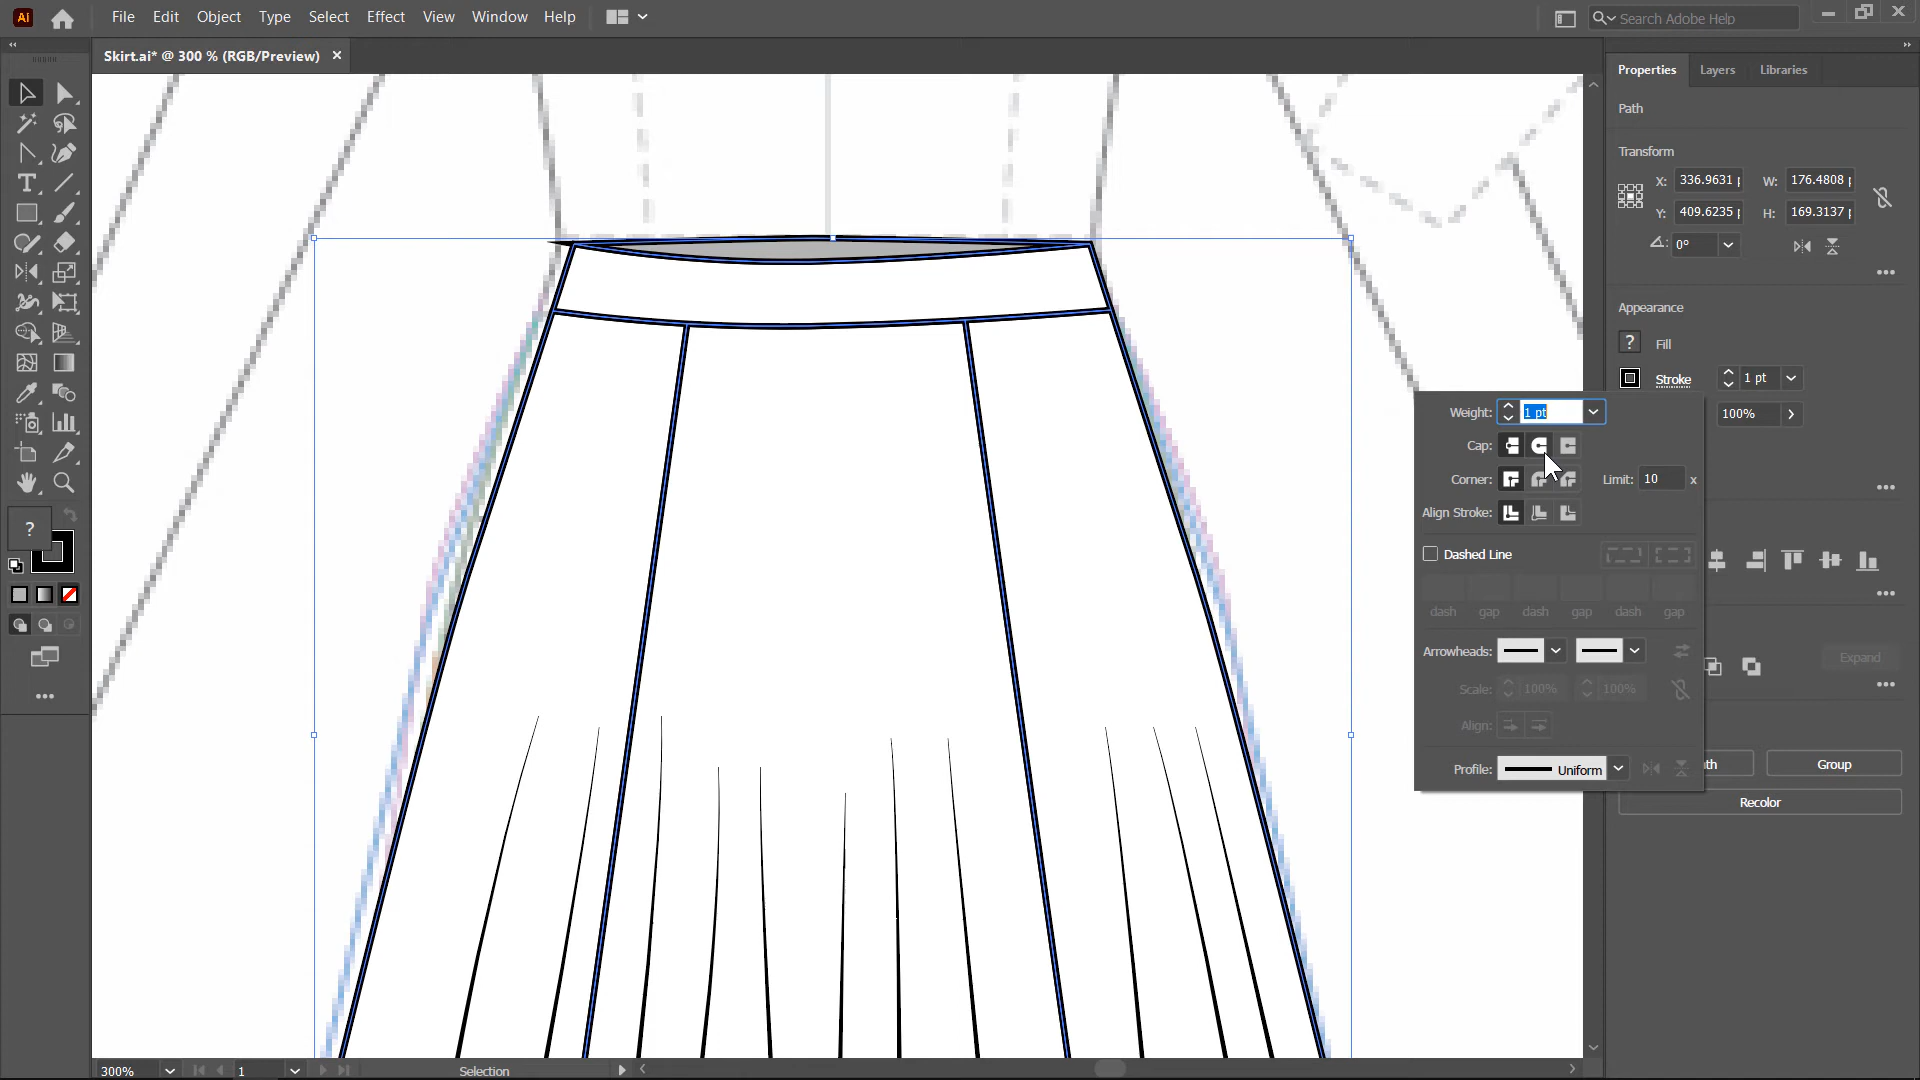 Ai
File Edit Object Type Select Effect View Window Help
Search Adobe Help
Skirt.ai* @ 300 % (RGB/Preview)
Properties Layers Libraries
Path
Transform
X: 336.9631 W: 176.4808
Y: 409.6235 H: 169.3137
0°
Appearance
? Fill
Stroke 1 pt
100%
Weight: 1 pt
Cap:
Corner: Limit: 10 x
Align Stroke:
Dashed Line
dash gap dash gap dash gap
Arrowheads:
Scale: 100% 100%
Align:
Profile: Uniform
Expand
Group
Recolor
?
T
300% 1 Selection